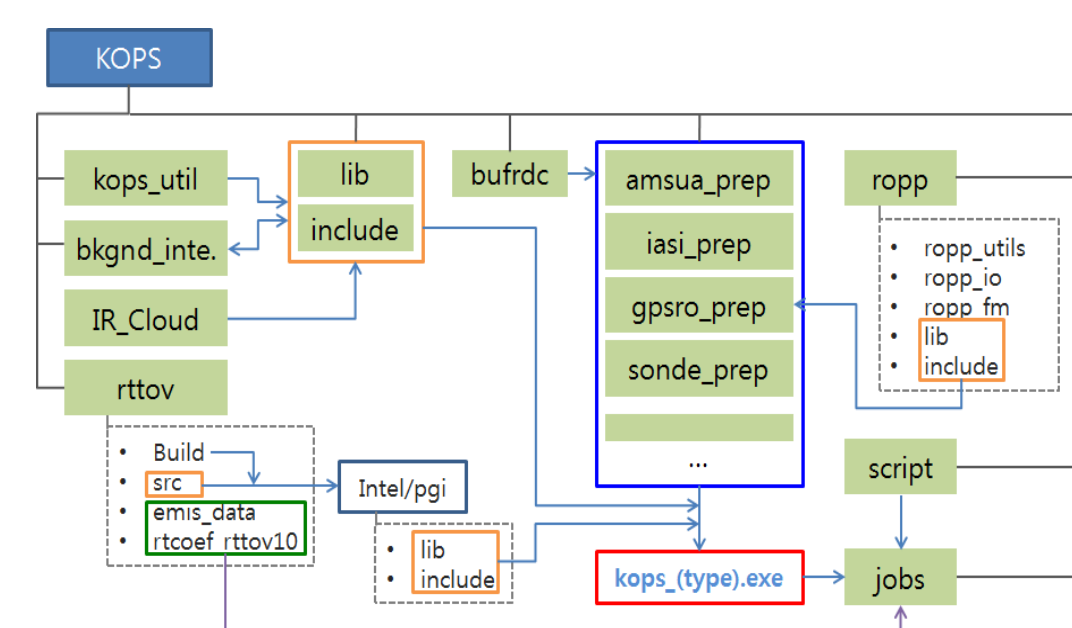 KOPS
kops_util
bkgnd_inte.
IR_Cloud
rttov
• Build
• src
• emis_data
• rtcoef_rttov10
lib
include
Intel/pgi
• lib
• include
bufrdc
amsua_prep
iasi_prep
gpsro_prep
sonde_prep
...
kops_(type).exe
ropp
• ropp_utils
• ropp_io
• ropp_fm
• lib
• include
script
jobs